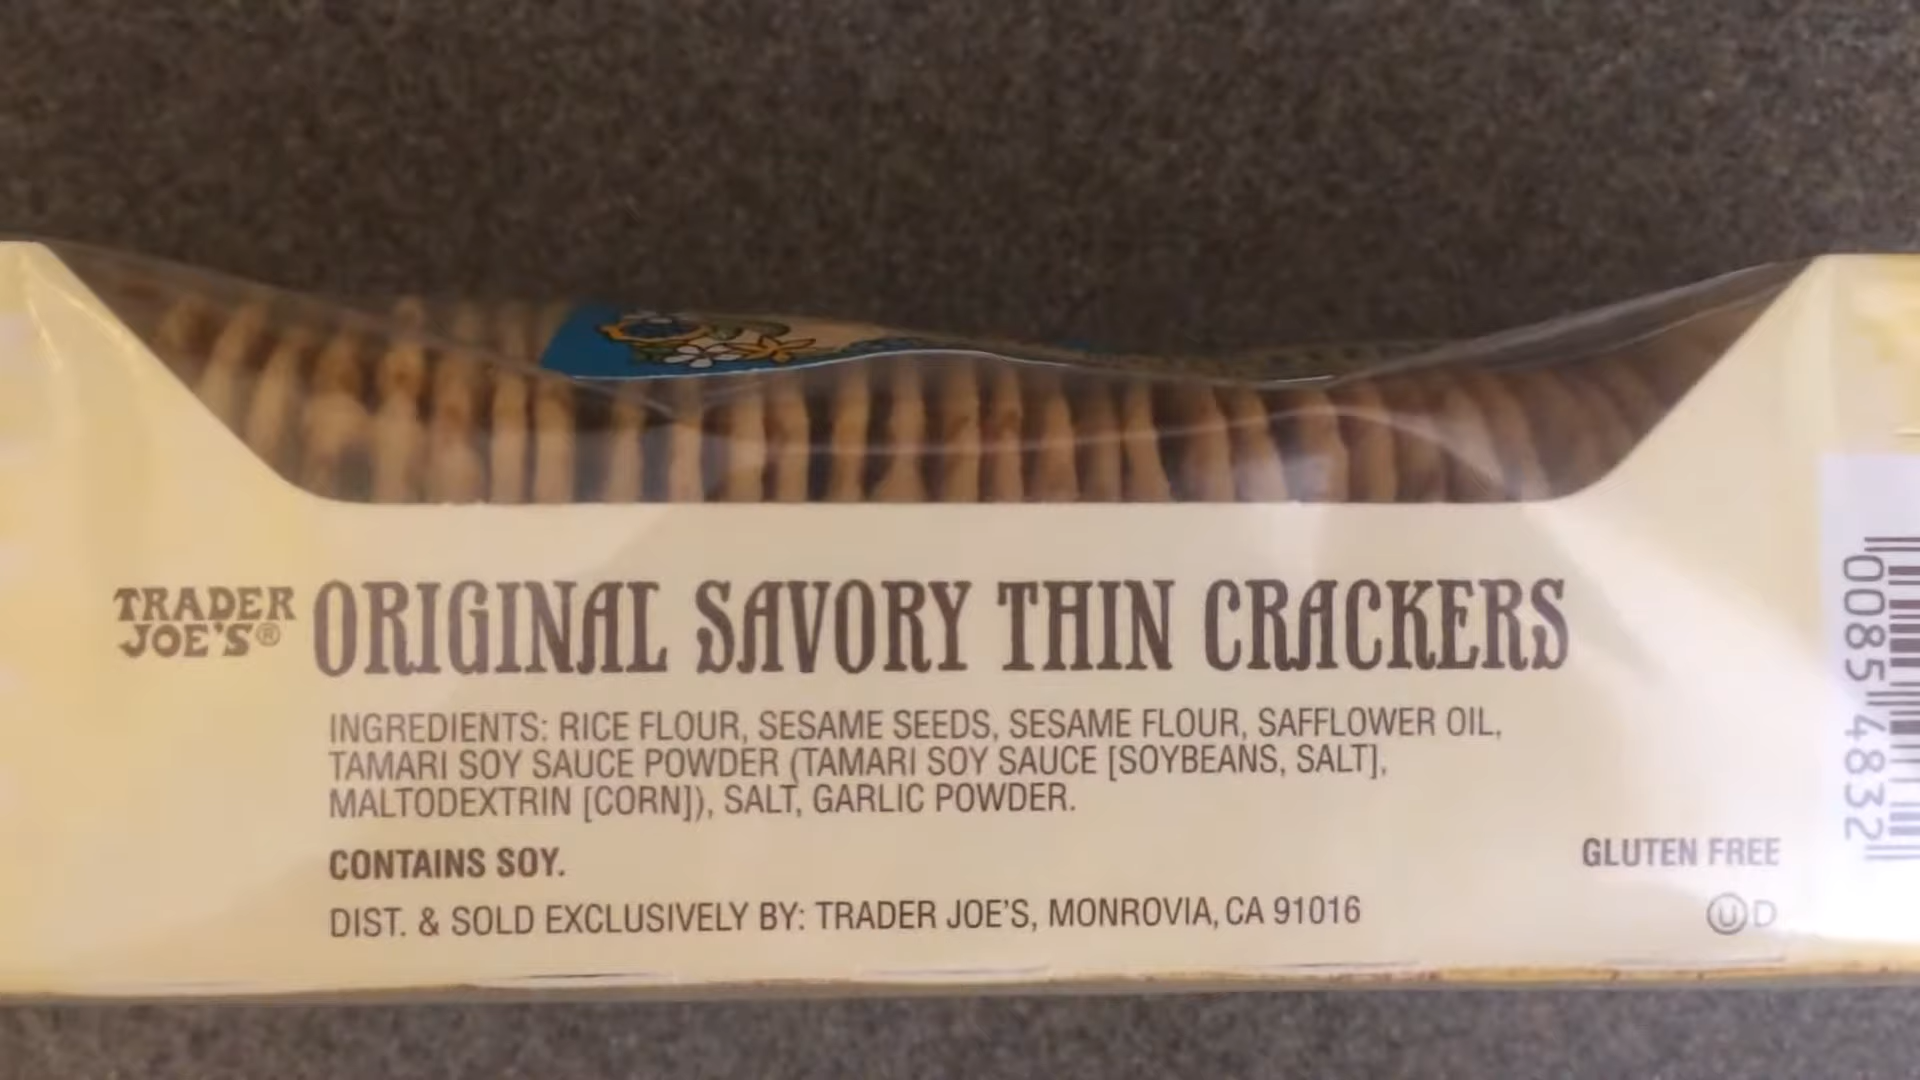 TRADER
JOE'S®
ORIGINAL SAVORY THIN CRACKERS
INGREDIENTS: RICE FLOUR, SESAME SEEDS, SESAME FLOUR, SAFFLOWER OIL,
TAMARI SOY SAUCE POWDER (TAMARI SOY SAUCE [SOYBEANS, SALT],
MALTODEXTRIN [CORN]), SALT, GARLIC POWDER.
CONTAINS SOY.
DIST. & SOLD EXCLUSIVELY BY: TRADER JOE'S, MONROVIA, CA 91016
GLUTEN FREE
Ⓤ D
0085 4832